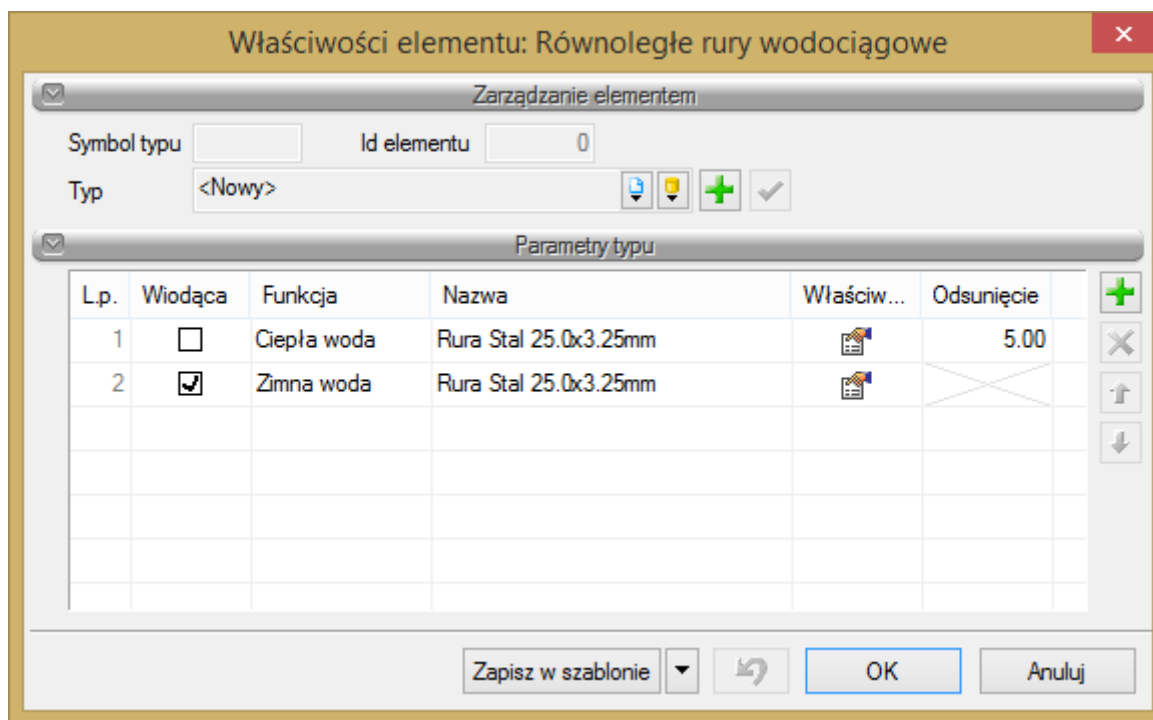 Właściwości elementu: Równoległe rury wodociągowe
Zarządzanie elementem
Symbol typu Id elementu 0
Typ <Nowy>
Parametry typu
L.p. Wiodąca Funkcja Nazwa Właściw... Odsunięcie
1 Ciepła woda Rura Stal 25.0x3.25mm 5.00
2 Zimna woda Rura Stal 25.0x3.25mm
Zapisz w szablonie OK Anuluj